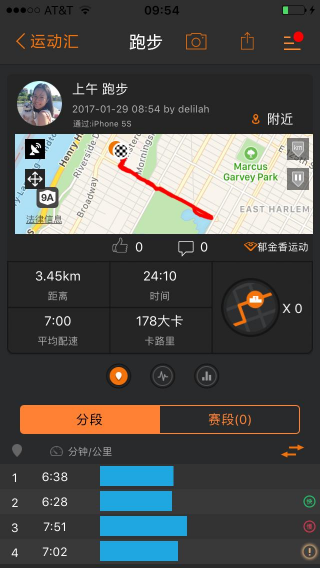 AT&T 09:54
运动汇 跑步
上午 跑步
2017-01-29 08:54 by delilah
通过:iPhone 5S
附近
Henry H
Riverside D
Broadway
Mornings
Marcus
Garvey Park
EAST HARLEM
9A
km
法律信息
0 0 郁金香运动
3.45km 24:10
距离 时间
X 0
7:00 178大卡
平均配速 卡路里
分段 赛段(0)
分钟/公里
1 6:38
2 6:28 快
3 7:51 慢
4 7:02